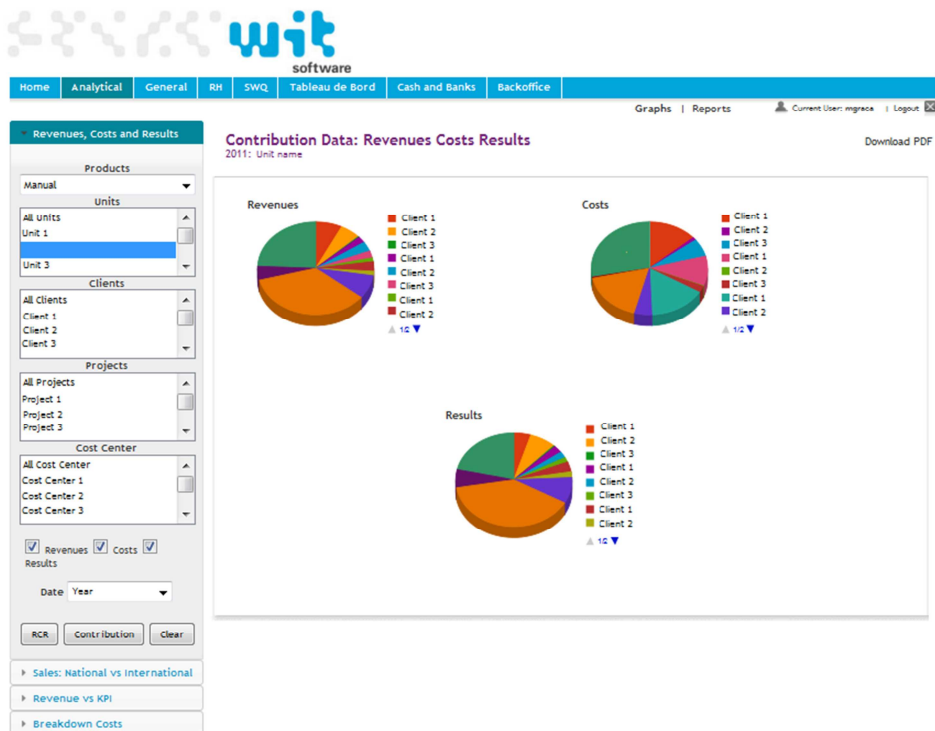 wit
software
Home Analytical General RH SWQ Tableau de Bord Cash and Banks Backoffice
Graphs | Reports Current User: mgraca | Logout
Revenues, Costs and Results
Products
Manual
Units
All Units
Unit 1
Unit 3
Clients
All Clients
Client 1
Client 2
Client 3
Projects
All Projects
Project 1
Project 2
Project 3
Cost Center
All Cost Center
Cost Center 1
Cost Center 2
Cost Center 3
Revenues Costs
Results
Date Year
RCR Contribution Clear
Sales: National vs International
Revenue vs KPI
Breakdown Costs
Contribution Data: Revenues Costs Results
2011: Unit name
Download PDF
Revenues
Client 1
Client 2
Client 3
Client 1
Client 2
Client 3
Client 1
Client 2
1/2
Costs
Client 1
Client 2
Client 3
Client 1
Client 2
Client 3
Client 1
Client 2
1/2
Results
Client 1
Client 2
Client 3
Client 1
Client 2
Client 3
Client 1
Client 2
1/2